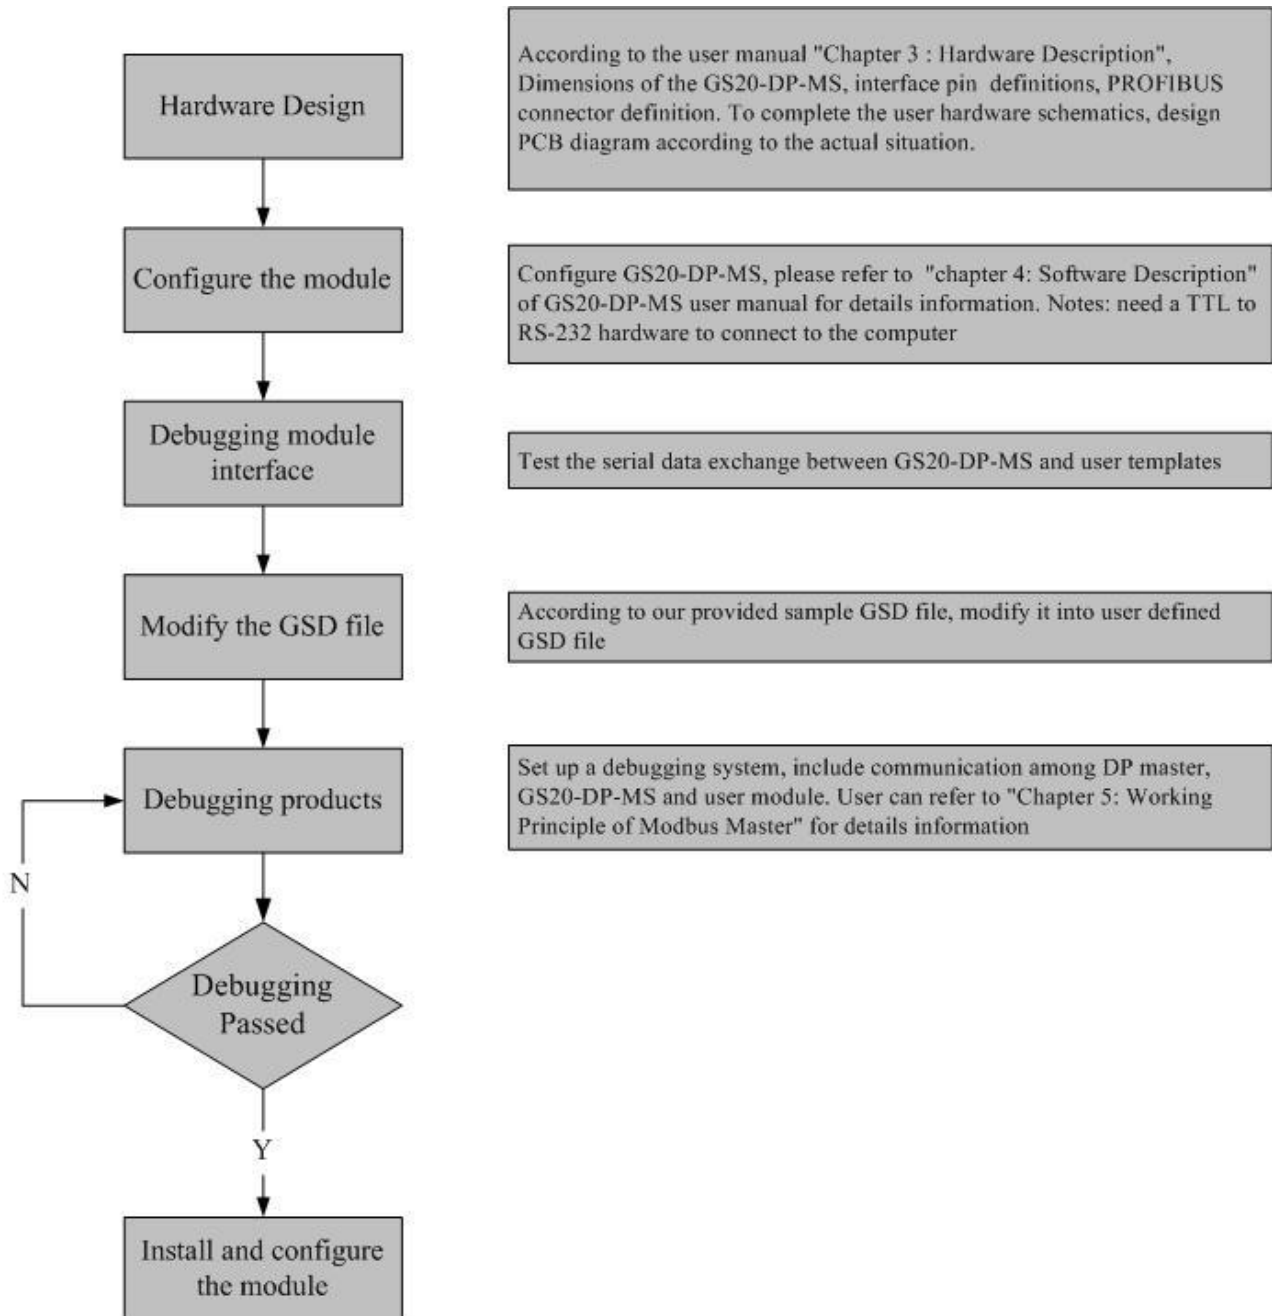 Hardware Design
According to the user manual "Chapter 3 : Hardware Description",
Dimensions of the GS20-DP-MS, interface pin definitions, PROFIBUS
connector definition. To complete the user hardware schematics, design
PCB diagram according to the actual situation.
Configure the module
Configure GS20-DP-MS, please refer to "chapter 4: Software Description"
of GS20-DP-MS user manual for details information. Notes: need a TTL to
RS-232 hardware to connect to the computer
Debugging module
interface
Test the serial data exchange between GS20-DP-MS and user templates
Modify the GSD file
According to our provided sample GSD file, modify it into user defined
GSD file
Debugging products
Set up a debugging system, include communication among DP master,
GS20-DP-MS and user module. User can refer to "Chapter 5: Working
Principle of Modbus Master" for details information
N
Debugging
Passed
Y
Install and configure
the module